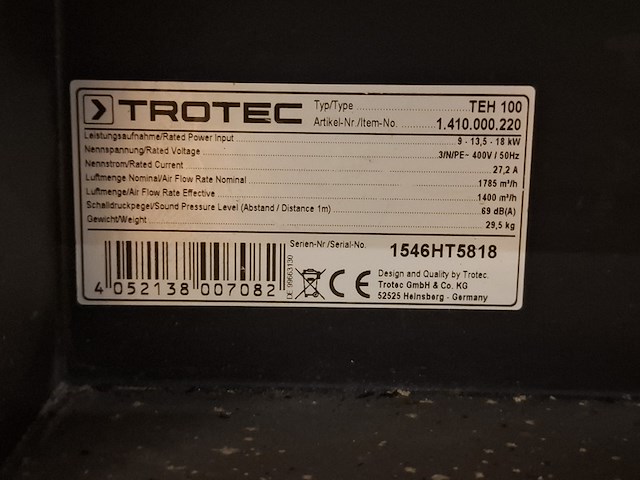 TROTEC
Typ/Type TEH 100
Artikel-Nr./Item-No. 1.410.000.220
Leistungsaufnahme/Rated Power Input 9 - 13,5 - 18 kW
Nennspannung/Rated Voltage 3/N/PE~ 400V / 50Hz
Nennstrom/Rated Current 27,2 A
Luftmenge Nominal/Air Flow Rate Nominal 1785 m³/h
Luftmenge/Air Flow Rate Effective 1400 m³/h
Schalldruckpegel/Sound Pressure Level (Abstand / Distance 1m) 69 dB(A)
Gewicht/Weight 29,5 kg
Serien-Nr./Serial-No. 1546HT5818
4 052138 007082
DE-99663130
CE
Design and Quality by Trotec.
Trotec GmbH & Co. KG
52525 Heinsberg - Germany